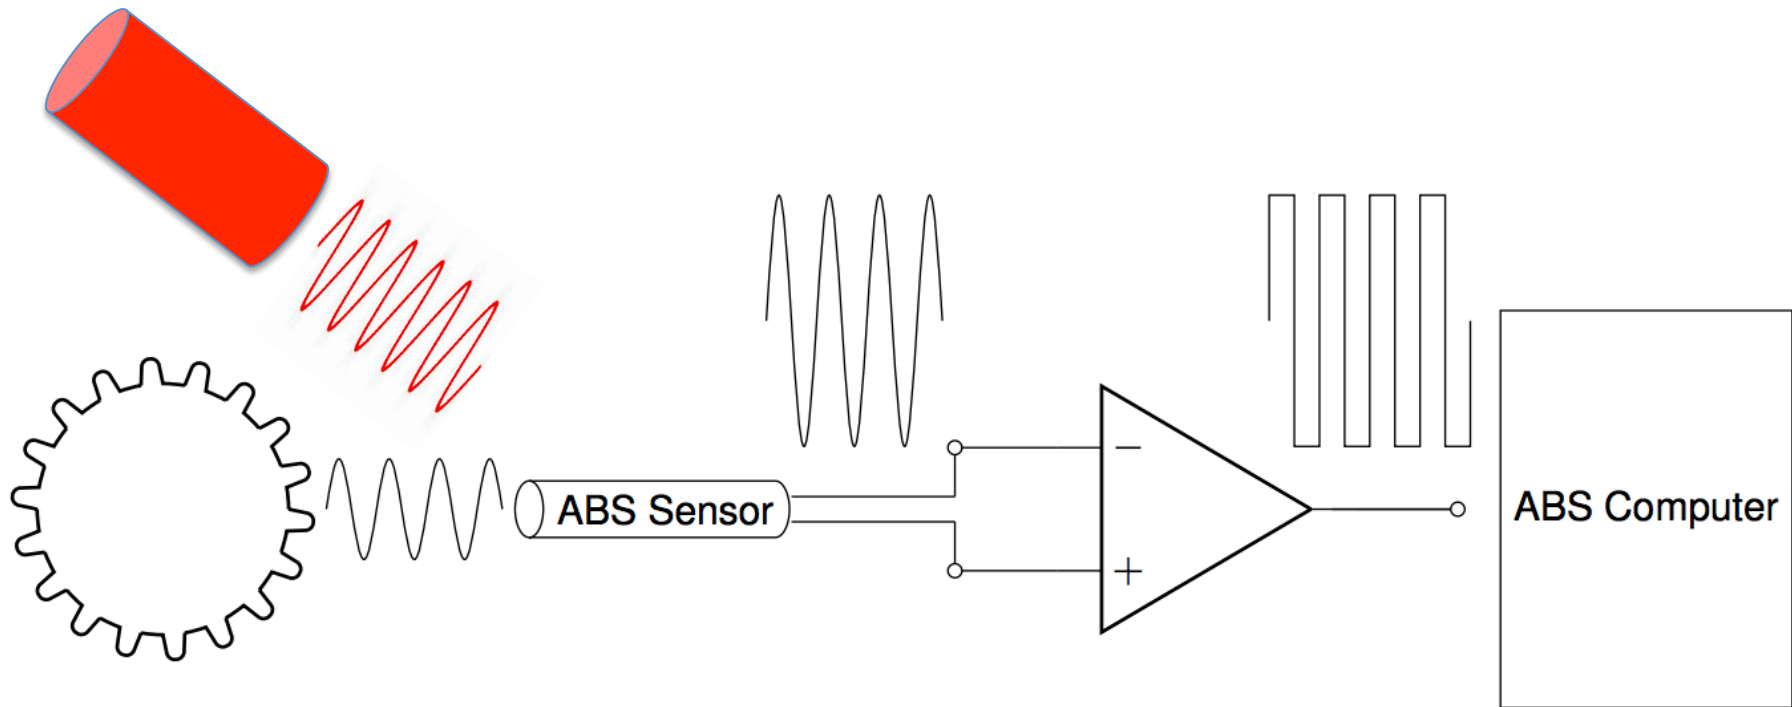 ABS Sensor
−
+
ABS Computer